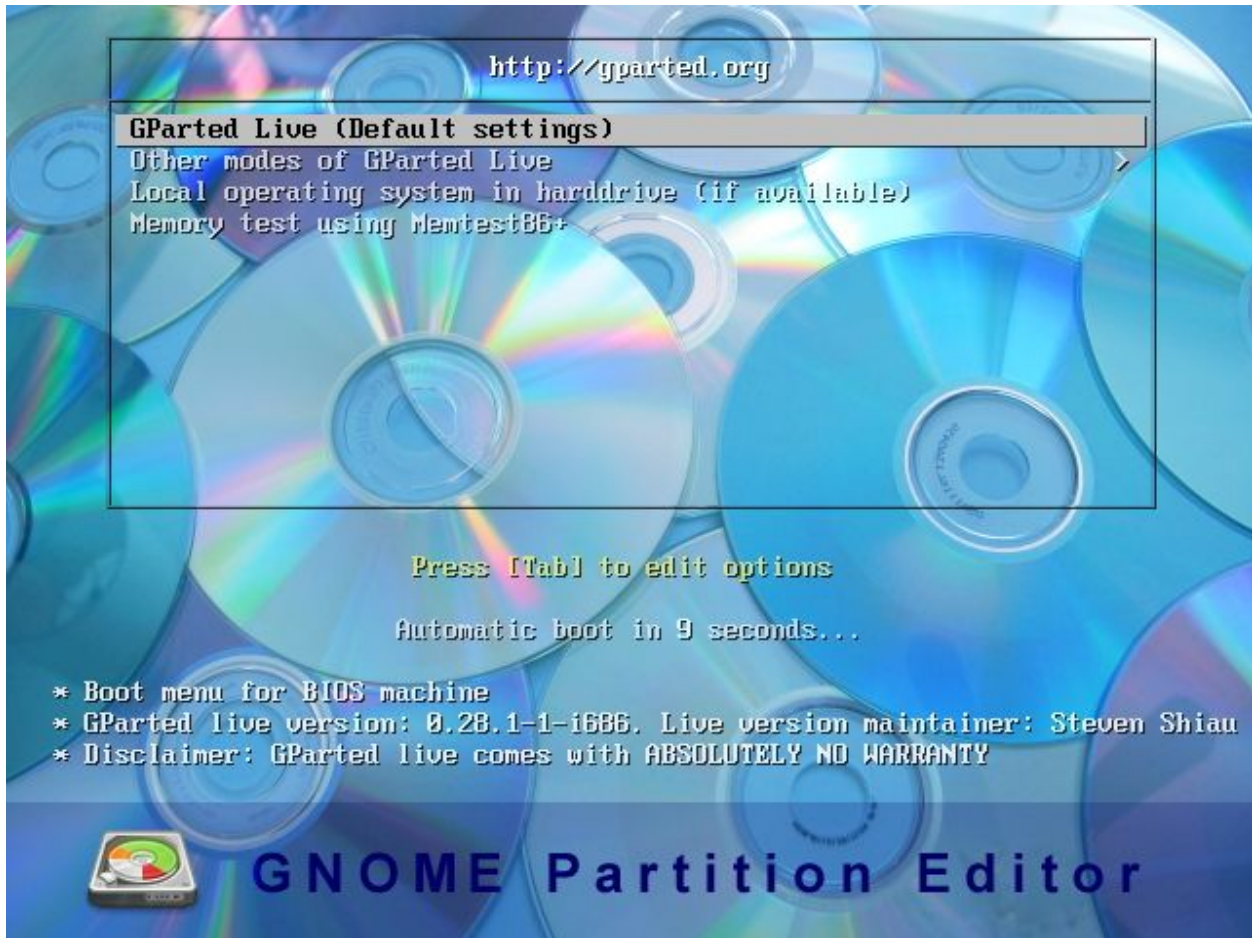 http://gparted.org
GParted Live (Default settings)
Other modes of GParted Live >
Local operating system in harddrive (if available)
Memory test using Memtest86+
Press [Tab] to edit options
Automatic boot in 9 seconds...
* Boot menu for BIOS machine
* GParted live version: 0.28.1-1-i686. Live version maintainer: Steven Shiau
* Disclaimer: GParted live comes with ABSOLUTELY NO WARRANTY
GNOME Partition Editor